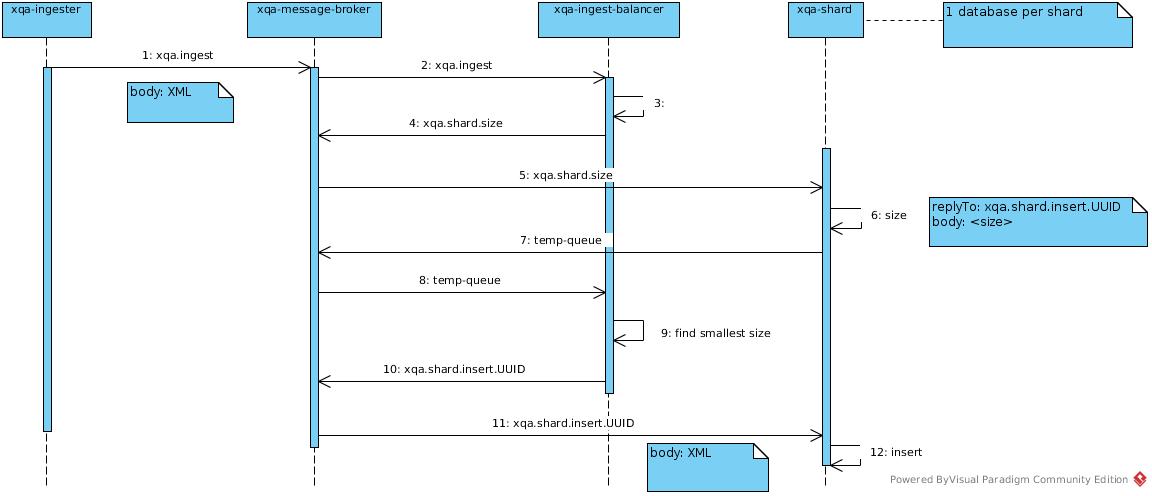 xqa-ingester
xqa-message-broker
xqa-ingest-balancer
xqa-shard
1 database per shard
1: xqa.ingest
2: xqa.ingest
body: XML
3:
4: xqa.shard.size
5: xqa.shard.size
6: size
replyTo: xqa.shard.insert.UUID
body: <size>
7: temp-queue
8: temp-queue
9: find smallest size
10: xqa.shard.insert.UUID
11: xqa.shard.insert.UUID
body: XML
12: insert
Powered ByVisual Paradigm Community Edition